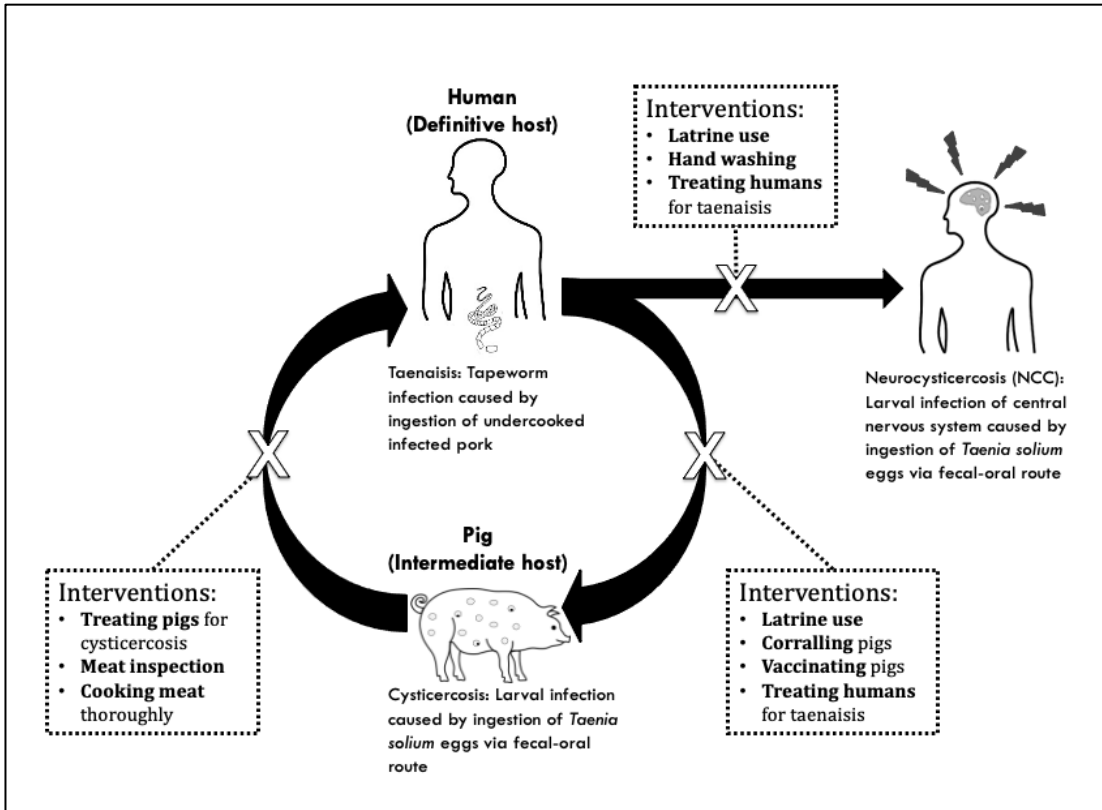 Human
(Definitive host)
Taenaisis: Tapeworm
infection caused by
ingestion of undercooked
infected pork
Interventions:
• Latrine use
• Hand washing
• Treating humans
for taenaisis
Neurocysticercosis (NCC):
Larval infection of central
nervous system caused by
ingestion of Taenia solium
eggs via fecal-oral route
Pig
(Intermediate host)
Cysticercosis: Larval infection
caused by ingestion of Taenia
solium eggs via fecal-oral
route
Interventions:
• Treating pigs for
cysticercosis
• Meat inspection
• Cooking meat
thoroughly
Interventions:
• Latrine use
• Corralling pigs
• Vaccinating pigs
• Treating humans
for taenaisis